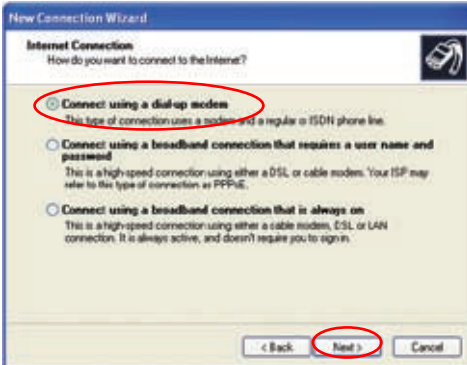 New Connection Wizard
Internet Connection
How do you want to connect to the Internet?
Connect using a dial-up modem
This type of connection uses a modem and a regular o ISDN phone line.
Connect using a broadband connection that requires a user name and
password
This is a high-speed connection using either a DSL or cable modem. Your ISP may
refer to this type of connection as PPPoE.
Connect using a broadband connection that is always on
This is a high-speed connection using either a cable modem, DSL or LAN
connection. It is always active, and doesn't require you to sign in.
< Back
Next >
Cancel